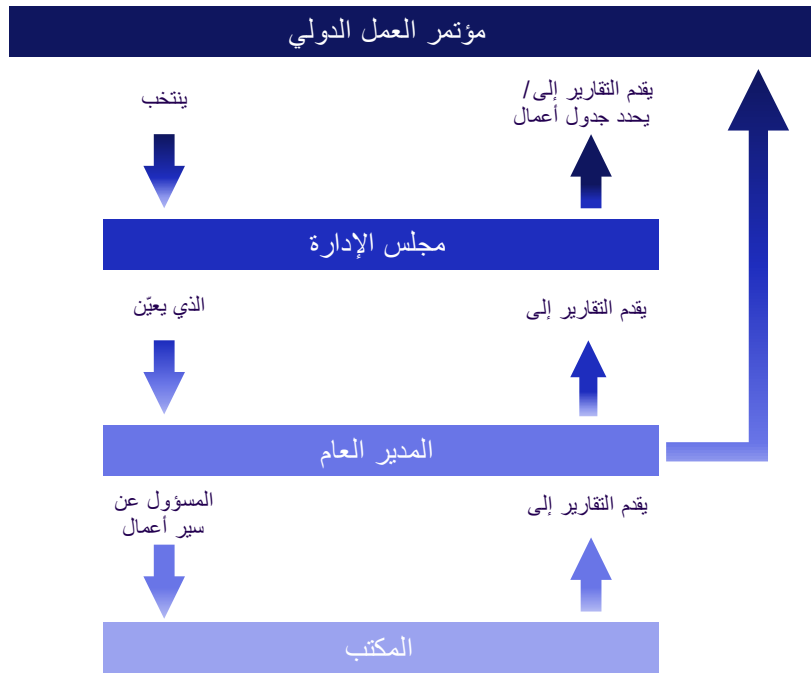 مؤتمر العمل الدولي
يقدم التقارير إلى/
يحدد جدول أعمال
ينتخب
مجلس الإدارة
يقدم التقارير إلى
الذي يعيّن
المدير العام
يقدم التقارير إلى
المسؤول عن
سير أعمال
المكتب